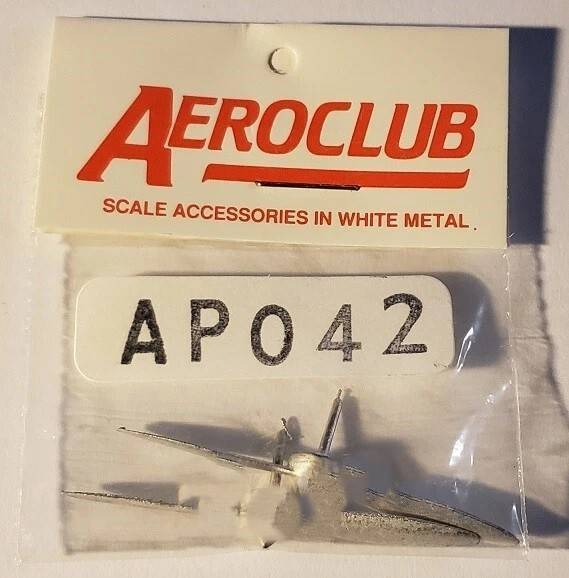 AEROCLUB
SCALE ACCESSORIES IN WHITE METAL.
AP042